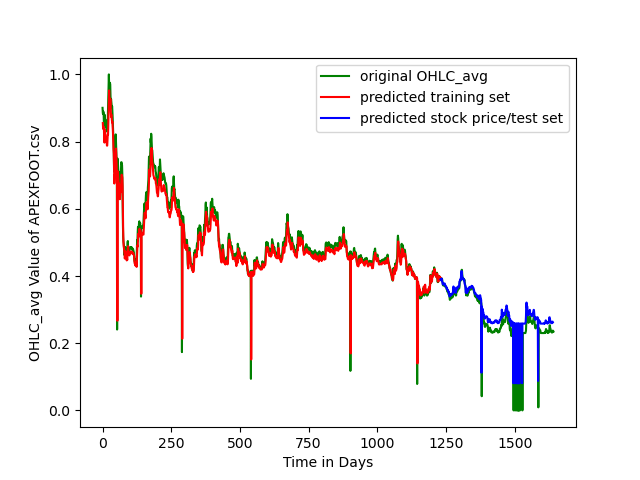 original OHLC_avg
predicted training set
predicted stock price/test set
OHLC_avg Value of APEXFOOT.csv
1.0
0.8
0.6
0.4
0.2
0.0
0 250 500 750 1000 1250 1500
Time in Days